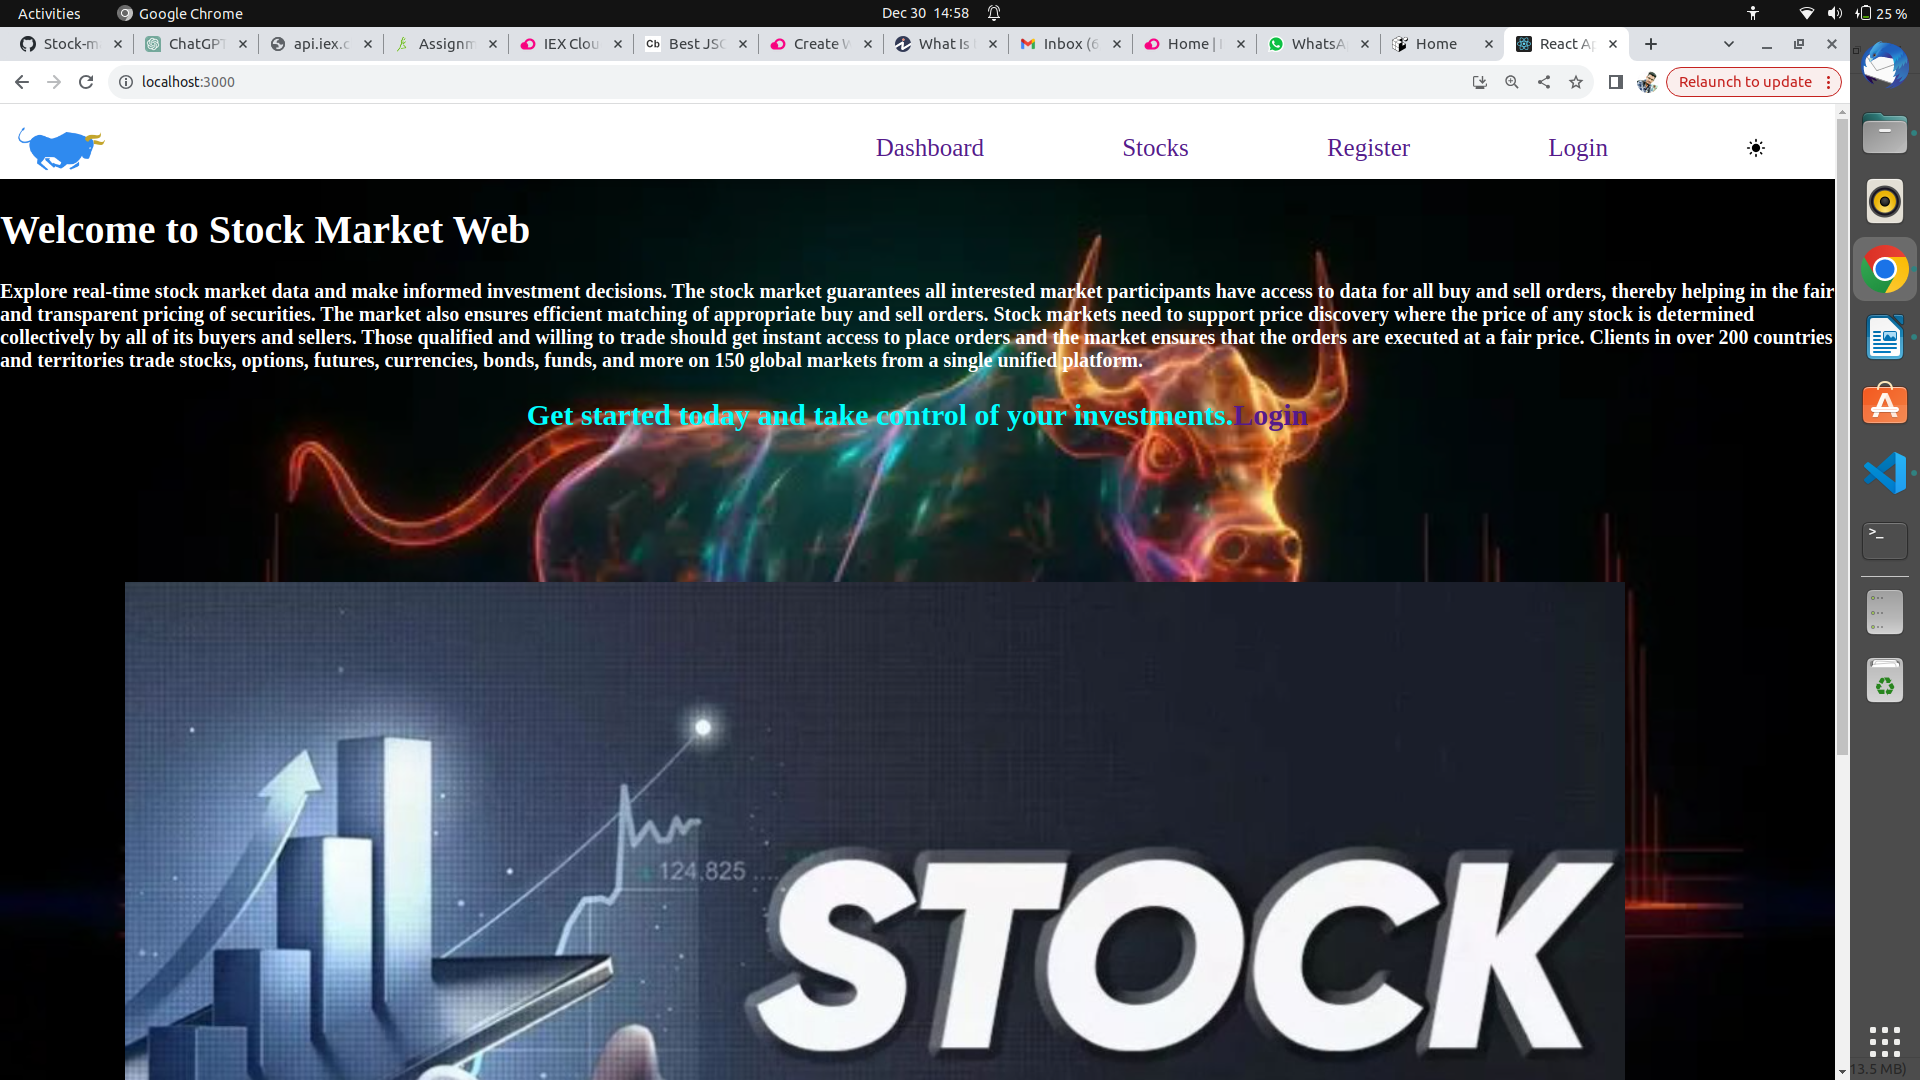 Activities
Google Chrome
Dec 30 14:58
25 %
Stock-m
ChatGPT
api.iex.c
Assignm
IEX Clou
Cb
Best JSO
Create W
What Is
Inbox (6
Home | I
WhatsA
Home
React Ap
localhost:3000
Relaunch to update
Dashboard
Stocks
Register
Login
Welcome to Stock Market Web
Explore real-time stock market data and make informed investment decisions. The stock market guarantees all interested market participants have access to data for all buy and sell orders, thereby helping in the fair
and transparent pricing of securities. The market also ensures efficient matching of appropriate buy and sell orders. Stock markets need to support price discovery where the price of any stock is determined
collectively by all of its buyers and sellers. Those qualified and willing to trade should get instant access to place orders and the market ensures that the orders are executed at a fair price. Clients in over 200 countries
and territories trade stocks, options, futures, currencies, bonds, funds, and more on 150 global markets from a single unified platform.
Get started today and take control of your investments.Login
124,825
STOCK
13.5 MB)